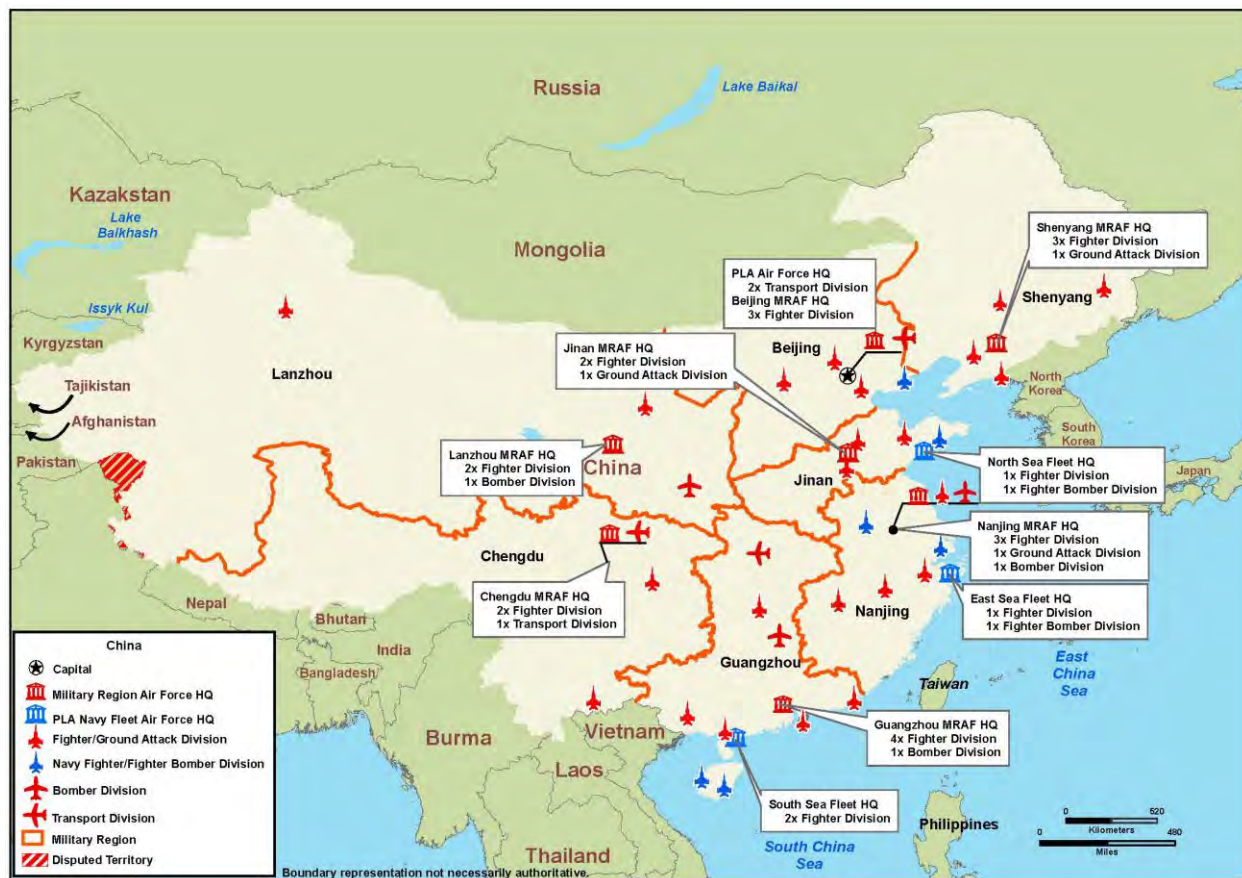 Russia
Lake Baikal
Kazakstan
Lake
Balkhash
Mongolia
Issyk Kul
Kyrgyzstan
Tajikistan
Afghanistan
Pakistan
Lanzhou
Shenyang MRAF HQ
3x Fighter Division
1x Ground Attack Division
Shenyang
PLA Air Force HQ
2x Transport Division
Beijing MRAF HQ
3x Fighter Division
Beijing
Jinan MRAF HQ
2x Fighter Division
1x Ground Attack Division
North
Korea
South
Korea
Japan
Lanzhou MRAF HQ
2x Fighter Division
1x Bomber Division
China
Jinan
North Sea Fleet HQ
1x Fighter Division
1x Fighter Bomber Division
Nanjing MRAF HQ
3x Fighter Division
1x Ground Attack Division
1x Bomber Division
Chengdu
Chengdu MRAF HQ
2x Fighter Division
1x Transport Division
Nanjing
East Sea Fleet HQ
1x Fighter Division
1x Fighter Bomber Division
Nepal
Bhutan
India
Bangladesh
Guangzhou
East
China
Sea
Taiwan
Burma
Vietnam
Laos
Guangzhou MRAF HQ
4x Fighter Division
1x Bomber Division
South Sea Fleet HQ
2x Fighter Division
Philippines
South China
Sea
Thailand
0 520
Kilometers
0 480
Miles
China
Capital
Military Region Air Force HQ
PLA Navy Fleet Air Force HQ
Fighter/Ground Attack Division
Navy Fighter/Fighter Bomber Division
Bomber Division
Transport Division
Military Region
Disputed Territory
Boundary representation not necessarily authoritative.